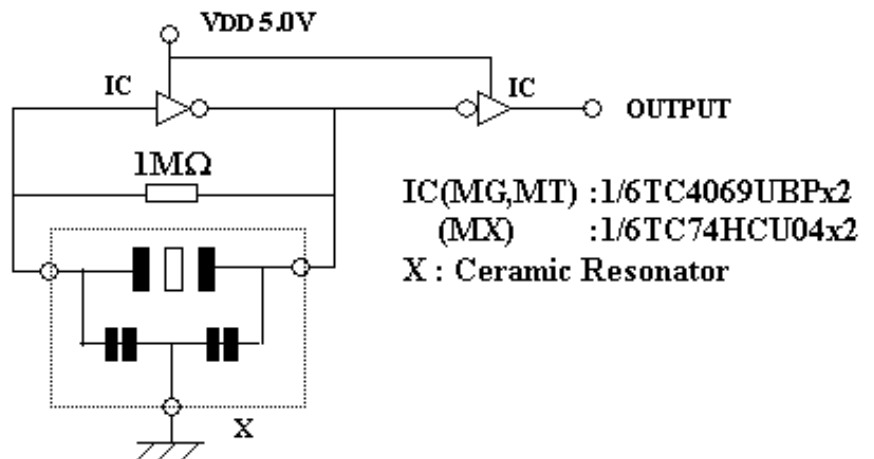 VDD 5.0V
IC
IC
OUTPUT
1MΩ
IC(MG,MT) :1/6TC4069UBPx2
(MX) :1/6TC74HCU04x2
X : Ceramic Resonator
X